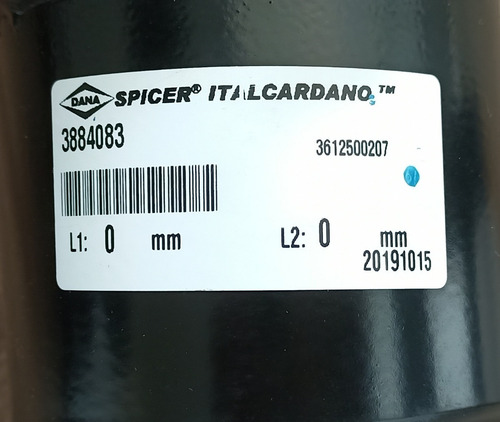 DANA SPICER® ITALCARDANO™
3884083
3612500207
L1: 0 mm L2: 0 mm
20191015